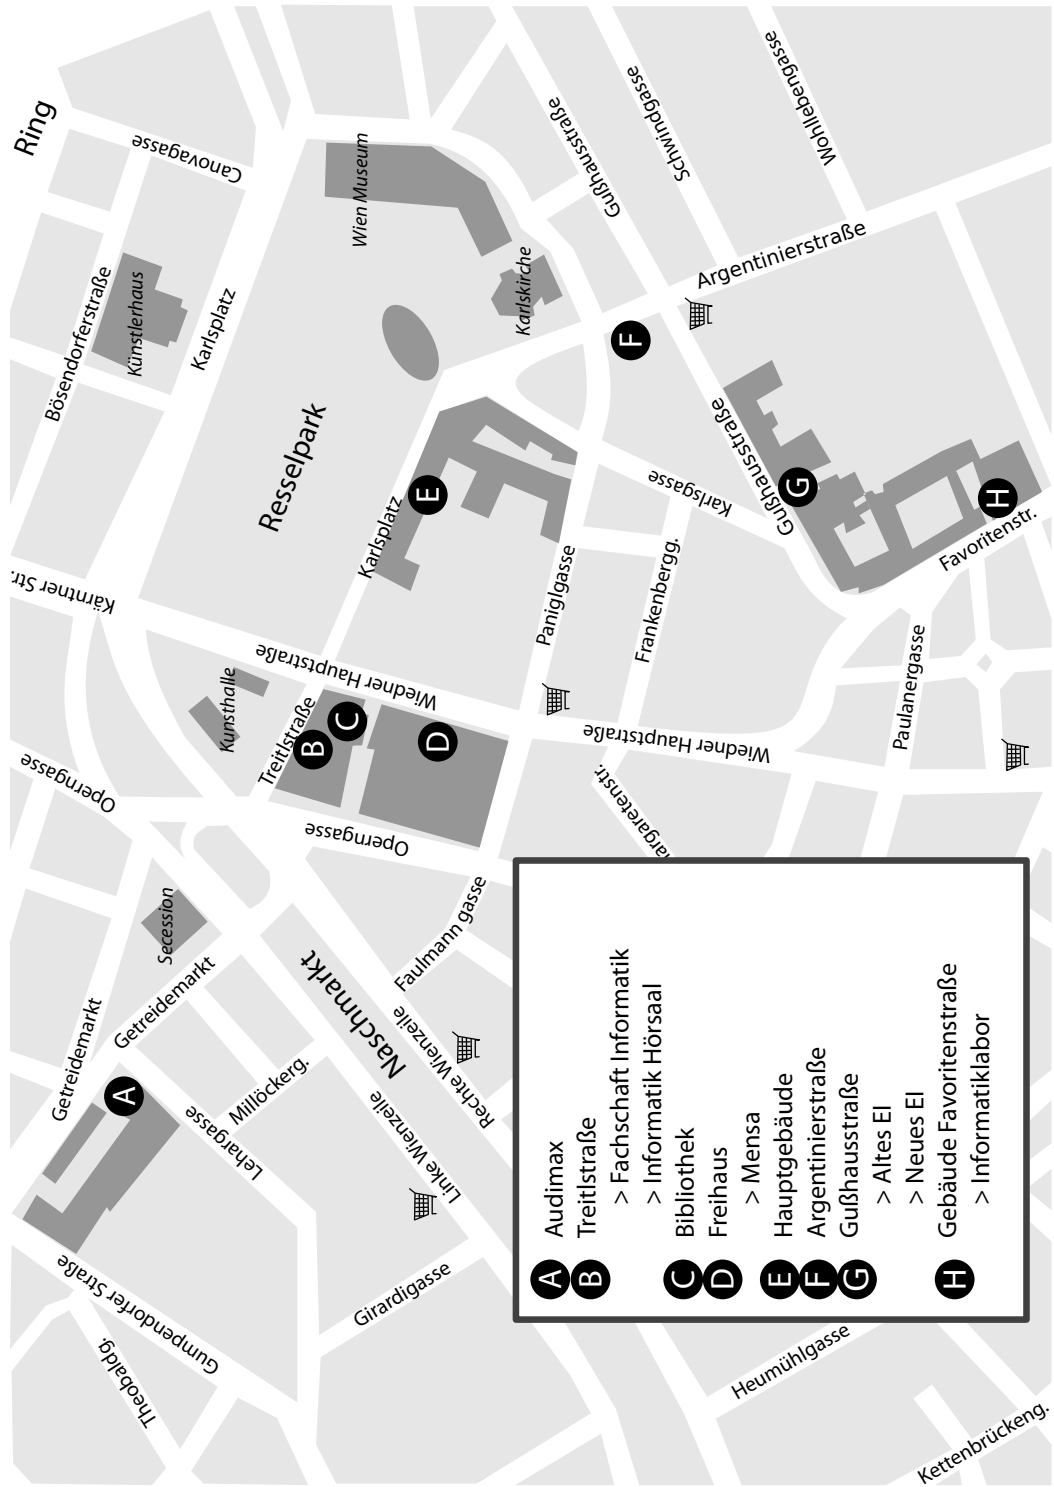 Gumpendorfer Straße
Theobaldg.
Getreidemarkt
Getreidemarkt
A
Lehargasse
Millöckerg.
Girardigasse
Linke Wienzeile
Naschmarkt
Rechte Wienzeile
Secession
Operngasse
Operngasse
Faulmann gasse
Treitlstraße
Kunsthalle
B
C
D
Wiedner Hauptstraße
Wiedner Hauptstraße
Kärntner Str.
Karlsplatz
E
Resselpark
Karlsplatz
Bösendorferstraße
Künstlerhaus
Canovagasse
Ring
Wien Museum
Karlskirche
Paniglgasse
Frankenbergg.
Karlsgasse
F
Argentinierstraße
Gußhausstraße
Gußhausstraße
G
H
Favoritenstr.
Schwindgasse
Wohllebengasse
Paulanergasse
argaretenstr.
Heumühlgasse
Kettenbrückeng.
A Audimax
B Treitlstraße
> Fachschaft Informatik
> Informatik Hörsaal
C Bibliothek
D Freihaus
> Mensa
E Hauptgebäude
F Argentinierstraße
G Gußhausstraße
> Altes EI
> Neues EI
H Gebäude Favoritenstraße
> Informatiklabor